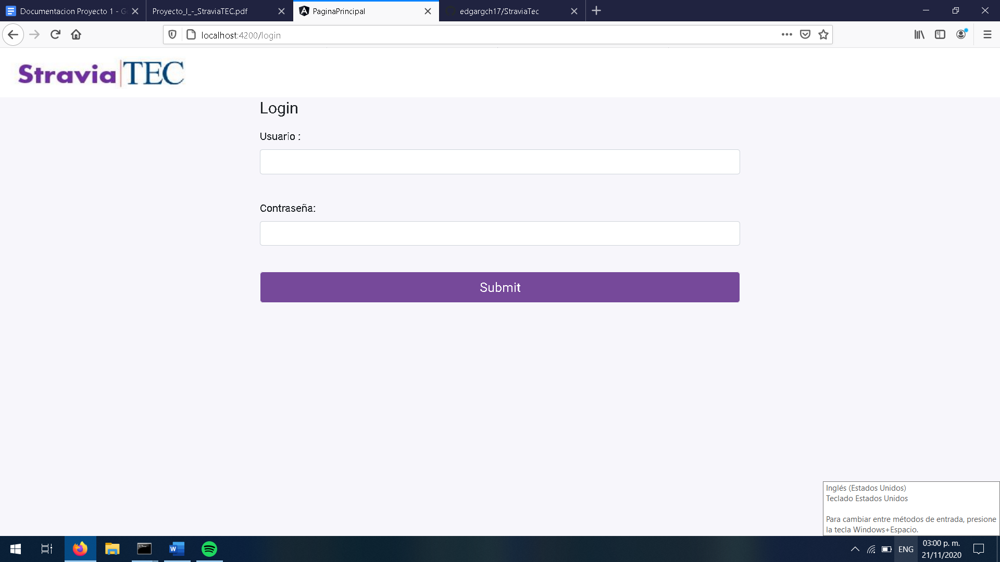 Documentacion Proyecto 1 - G
Proyecto_I_-_StraviaTEC.pdf
PaginaPrincipal
edgargch17/StraviaTec
localhost:4200/login
Stravia|TEC
Login
Usuario :
Contraseña:
Submit
Inglés (Estados Unidos)
Teclado Estados Unidos
Para cambiar entre métodos de entrada, presione
la tecla Windows+Espacio.
ENG
03:00 p. m.
21/11/2020